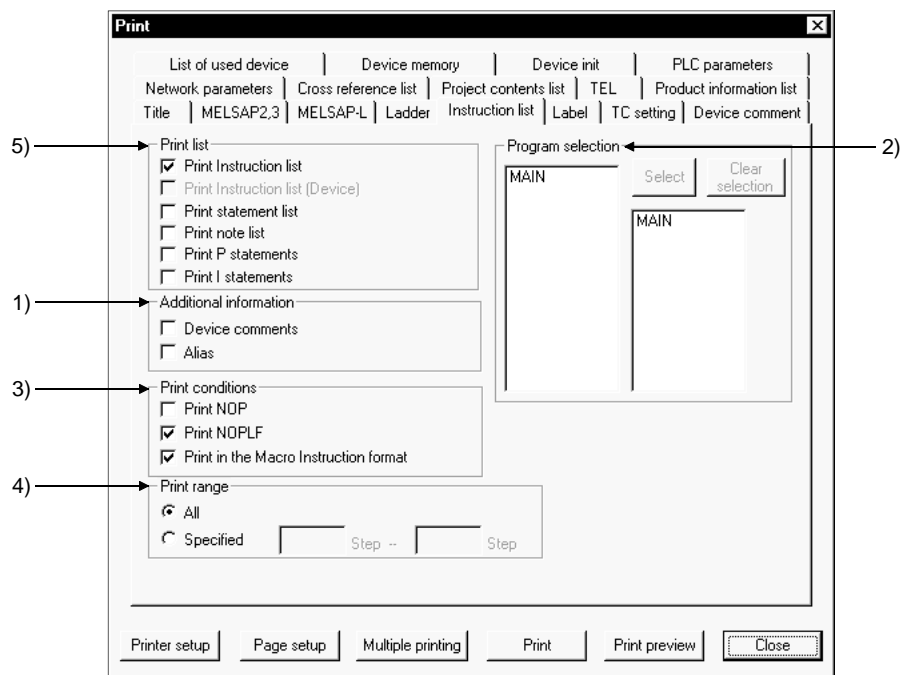 Print
List of used device Device memory Device init PLC parameters
Network parameters Cross reference list Project contents list TEL Product information list
Title MELSAP2,3 MELSAP-L Ladder Instruction list Label TC setting Device comment
5) Print list
Print Instruction list
Print Instruction list (Device)
Print statement list
Print note list
Print P statements
Print I statements
Program selection 2)
MAIN
Select
Clear
selection
MAIN
1) Additional information
Device comments
Alias
3) Print conditions
Print NOP
Print NOPLF
Print in the Macro Instruction format
4) Print range
All
Specified Step -- Step
Printer setup Page setup Multiple printing Print Print preview Close